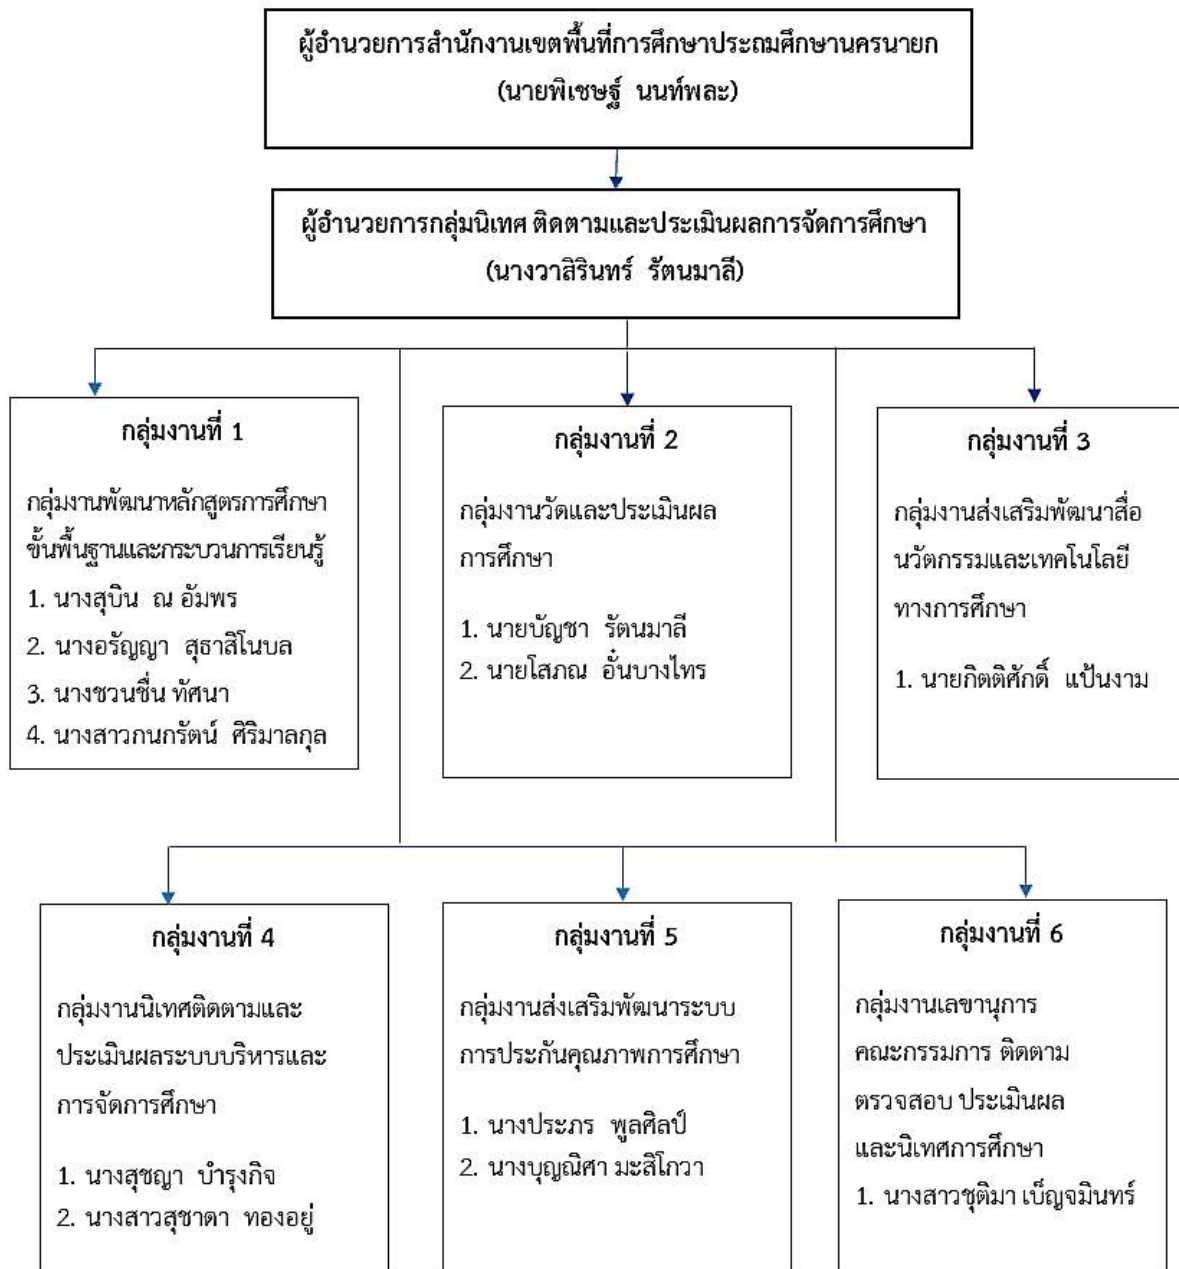 ผู้อำนวยการสำนักงานเขตพื้นที่การศึกษาประถมศึกษานครนายก
(นายพิเชษฐ์ นนท์พละ)
ผู้อำนวยการกลุ่มนิเทศ ติดตามและประเมินผลการจัดการศึกษา
(นางวาสิรินทร์ รัตนมาลี)
กลุ่มงานที่ 1
กลุ่มงานพัฒนาหลักสูตรการศึกษา
ขั้นพื้นฐานและกระบวนการเรียนรู้
1. นางสุบิน ณ อัมพร
2. นางอรัญญา สุธาสิโนบล
3. นางชวนชื่น ทัศนา
4. นางสาวกนกรัตน์ ศิริมาลกุล
กลุ่มงานที่ 2
กลุ่มงานวัดและประเมินผล
การศึกษา
1. นายบัญชา รัตนมาลี
2. นายโสภณ อั๋นบางไทร
กลุ่มงานที่ 3
กลุ่มงานส่งเสริมพัฒนาสื่อ
นวัตกรรมและเทคโนโลยี
ทางการศึกษา
1. นายกิตติศักดิ์ แป้นงาม
กลุ่มงานที่ 4
กลุ่มงานนิเทศติดตามและ
ประเมินผลระบบบริหารและ
การจัดการศึกษา
1. นางสุชญา บำรุงกิจ
2. นางสาวสุชาดา ทองอยู่
กลุ่มงานที่ 5
กลุ่มงานส่งเสริมพัฒนาระบบ
การประกันคุณภาพการศึกษา
1. นางประภร พูลศิลป์
2. นางบุญณิศา มะสิโกวา
กลุ่มงานที่ 6
กลุ่มงานเลขานุการ
คณะกรรมการ ติดตาม
ตรวจสอบ ประเมินผล
และนิเทศการศึกษา
1. นางสาวชุติมา เบ็ญจมินทร์